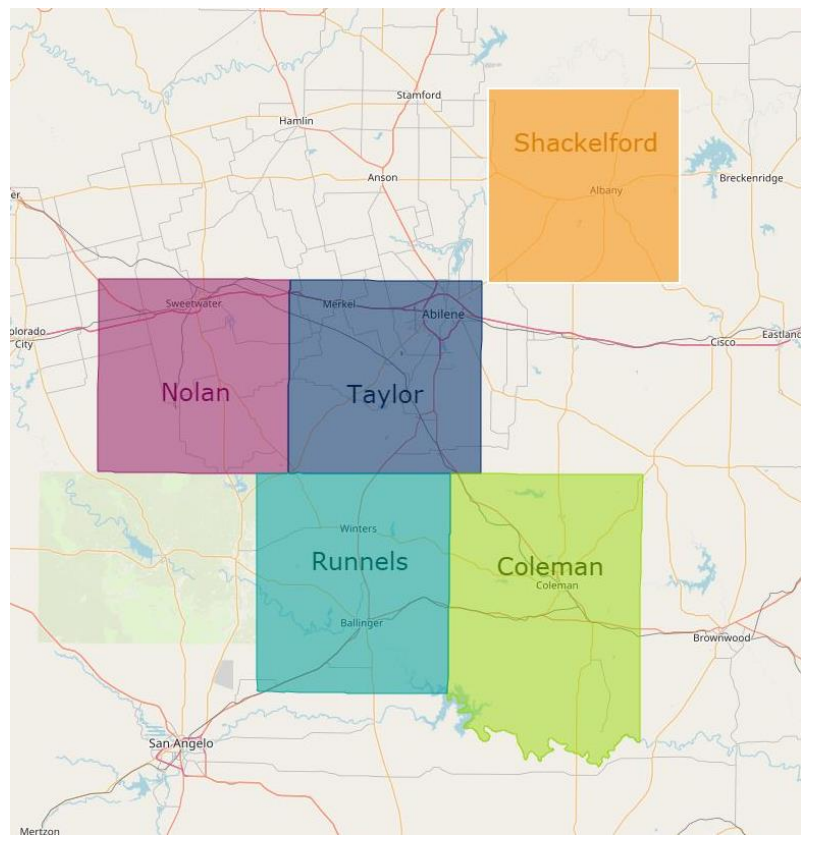 Stamford
Hamlin
Shackelford
Anson
Breckenridge
Albany
er
Sweetwater
Merkel
Abilene
olorado
City
Cisco
Eastland
Nolan
Taylor
Winters
Runnels
Coleman
Coleman
Ballinger
Brownwood
San Angelo
Mertzon